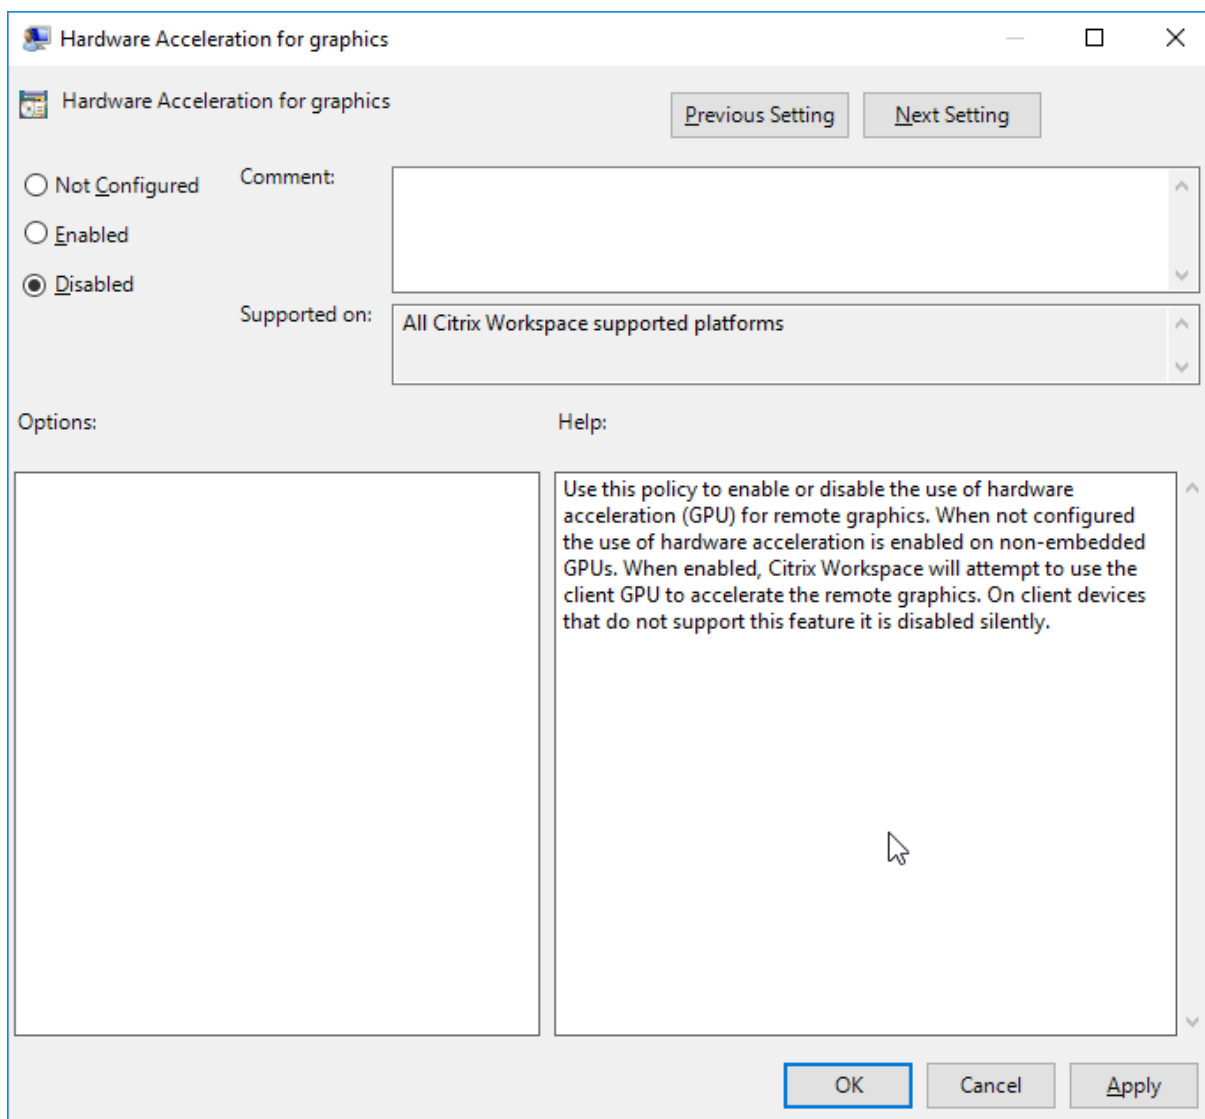 Hardware Acceleration for graphics
Hardware Acceleration for graphics
Previous Setting
Next Setting
Not Configured
Comment:
Enabled
Disabled
Supported on:
All Citrix Workspace supported platforms
Options:
Help:
Use this policy to enable or disable the use of hardware
acceleration (GPU) for remote graphics. When not configured
the use of hardware acceleration is enabled on non-embedded
GPUs. When enabled, Citrix Workspace will attempt to use the
client GPU to accelerate the remote graphics. On client devices
that do not support this feature it is disabled silently.
OK
Cancel
Apply